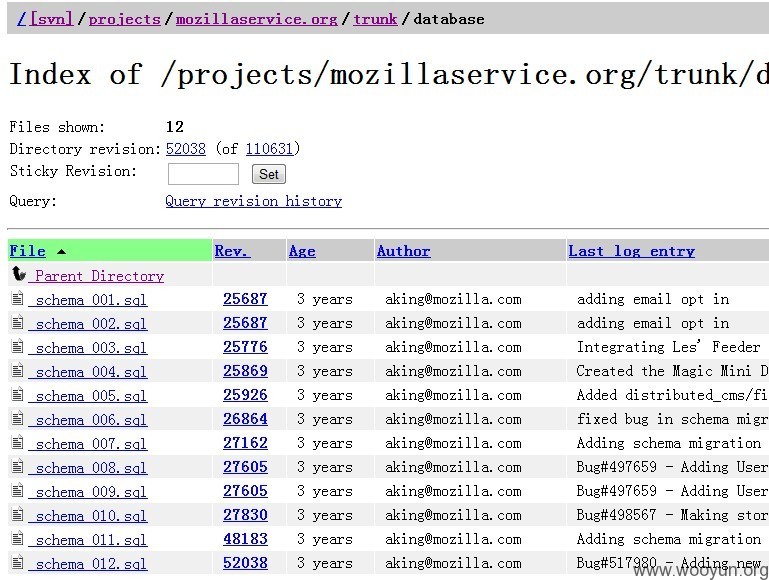 /[svn]/projects/mozillaservice.org/trunk/database
Index of /projects/mozillaservice.org/trunk/d
Files shown: 12
Directory revision: 52038 (of 110631)
Sticky Revision: Set
Query: Query revision history
File Rev. Age Author Last log entry
Parent Directory
schema_001.sql 25687 3 years aking@mozilla.com adding email opt in
schema_002.sql 25687 3 years aking@mozilla.com adding email opt in
schema_003.sql 25776 3 years aking@mozilla.com Integrating Les' Feeder
schema_004.sql 25869 3 years aking@mozilla.com Created the Magic Mini D
schema_005.sql 25926 3 years aking@mozilla.com Added distributed_cms/fi
schema_006.sql 26864 3 years aking@mozilla.com fixed bug in schema migr
schema_007.sql 27162 3 years aking@mozilla.com Adding schema migration
schema_008.sql 27605 3 years aking@mozilla.com Bug#497659 - Adding User
schema_009.sql 27605 3 years aking@mozilla.com Bug#497659 - Adding User
schema_010.sql 27830 3 years aking@mozilla.com Bug#498567 - Making stor
schema_011.sql 48183 3 years aking@mozilla.com Adding schema migration
schema_012.sql 52038 3 years aking@mozilla.com Bug#517980 - Adding new
www.wooyun.org